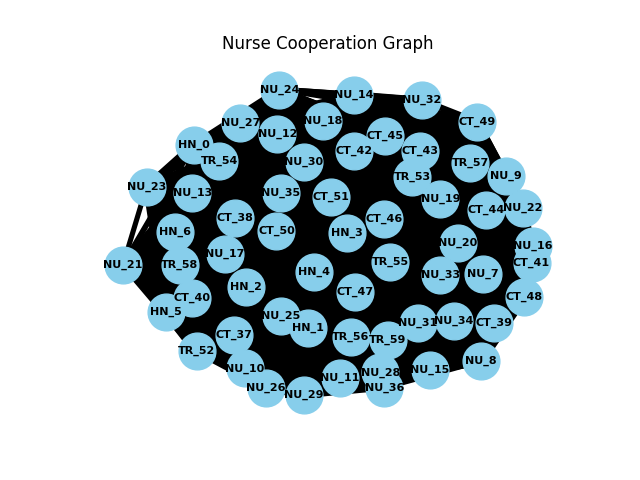 Nurse Cooperation Graph
NU_24
NU_14
NU_32
NU_27
NU_18
CT_49
NU_12
CT_45
HN_0
CT_42
CT_43
TR_54
NU_30
TR_57
NU_9
TR_53
NU_23
NU_13
NU_35
CT_51
NU_19
CT_44
NU_22
CT_38
CT_46
HN_6
CT_50
HN_3
NU_20
NU_16
NU_17
NU_21
TR_58
TR_55
CT_41
HN_4
NU_33
NU_7
HN_2
CT_47
CT_40
CT_48
HN_5
NU_25
HN_1
NU_31
NU_34
CT_39
CT_37
TR_56
TR_59
TR_52
NU_8
NU_10
NU_15
NU_28
NU_11
NU_26
NU_36
NU_29